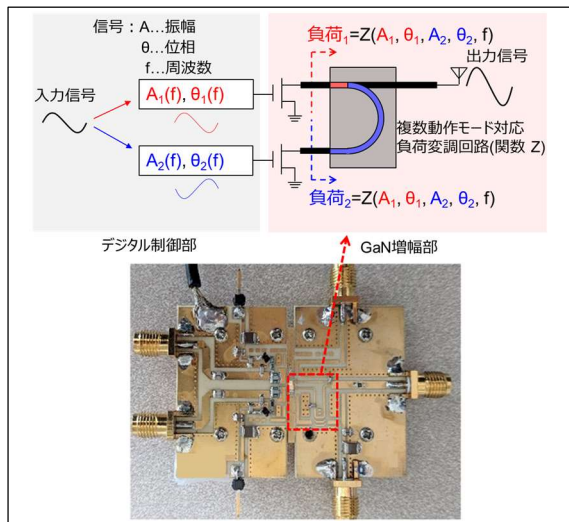 信号：A…振幅
θ…位相
f…周波数
入力信号
A₁(f), θ₁(f)
A₂(f), θ₂(f)
負荷₁=Z(A₁, θ₁, A₂, θ₂, f)
出力信号
複数動作モード対応
負荷変調回路(関数 Z)
負荷₂=Z(A₁, θ₁, A₂, θ₂, f)
デジタル制御部
GaN増幅部